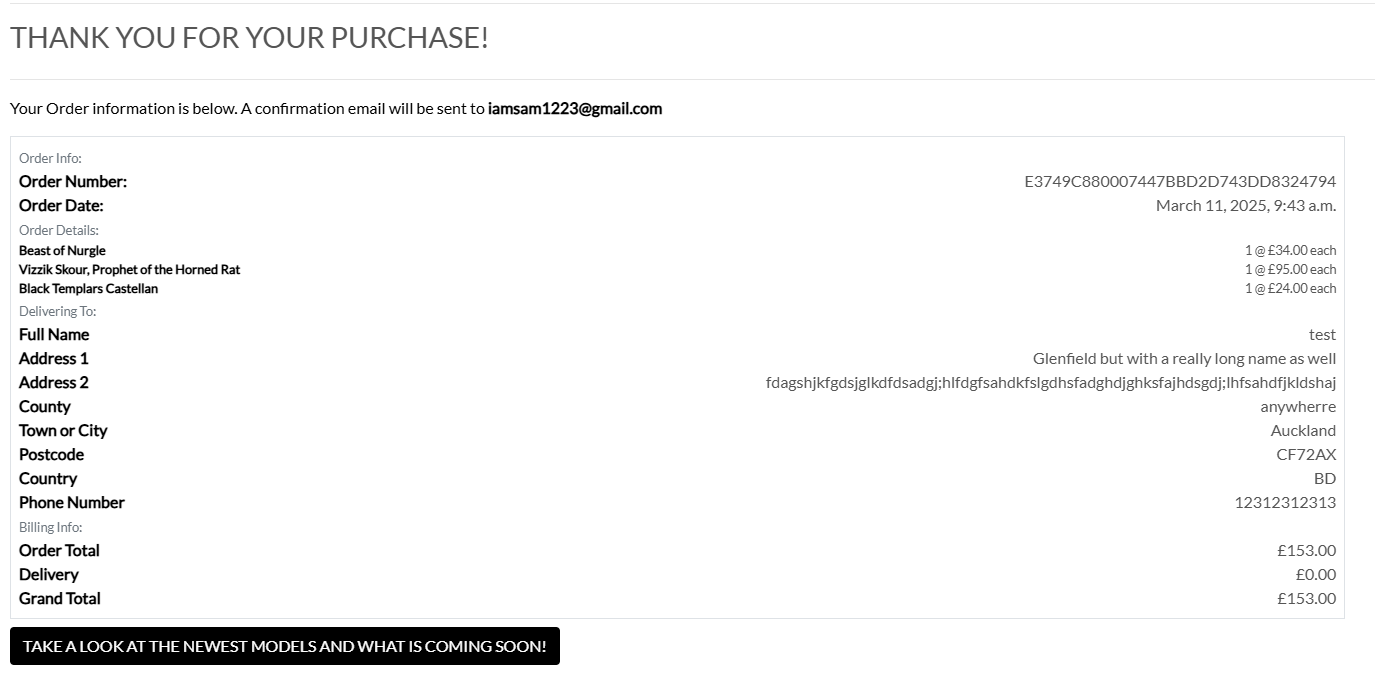 THANK YOU FOR YOUR PURCHASE!
Your Order information is below. A confirmation email will be sent to iamsam1223@gmail.com
Order Info:
Order Number: E3749C880007447BBD2D743DD8324794
Order Date: March 11, 2025, 9:43 a.m.
Order Details:
Beast of Nurgle 1 @ £34.00 each
Vizzik Skour, Prophet of the Horned Rat 1 @ £95.00 each
Black Templars Castellan 1 @ £24.00 each
Delivering To:
Full Name test
Address 1 Glenfield but with a really long name as well
Address 2 fdagshjkfgdsjglkdfdsadgj;hlfdgfsahdkfslgdhsfadghdjghksfajhdsgdj;lhfsahdfjkldshaj
County anywherre
Town or City Auckland
Postcode CF72AX
Country BD
Phone Number 12312312313
Billing Info:
Order Total £153.00
Delivery £0.00
Grand Total £153.00
TAKE A LOOK AT THE NEWEST MODELS AND WHAT IS COMING SOON!